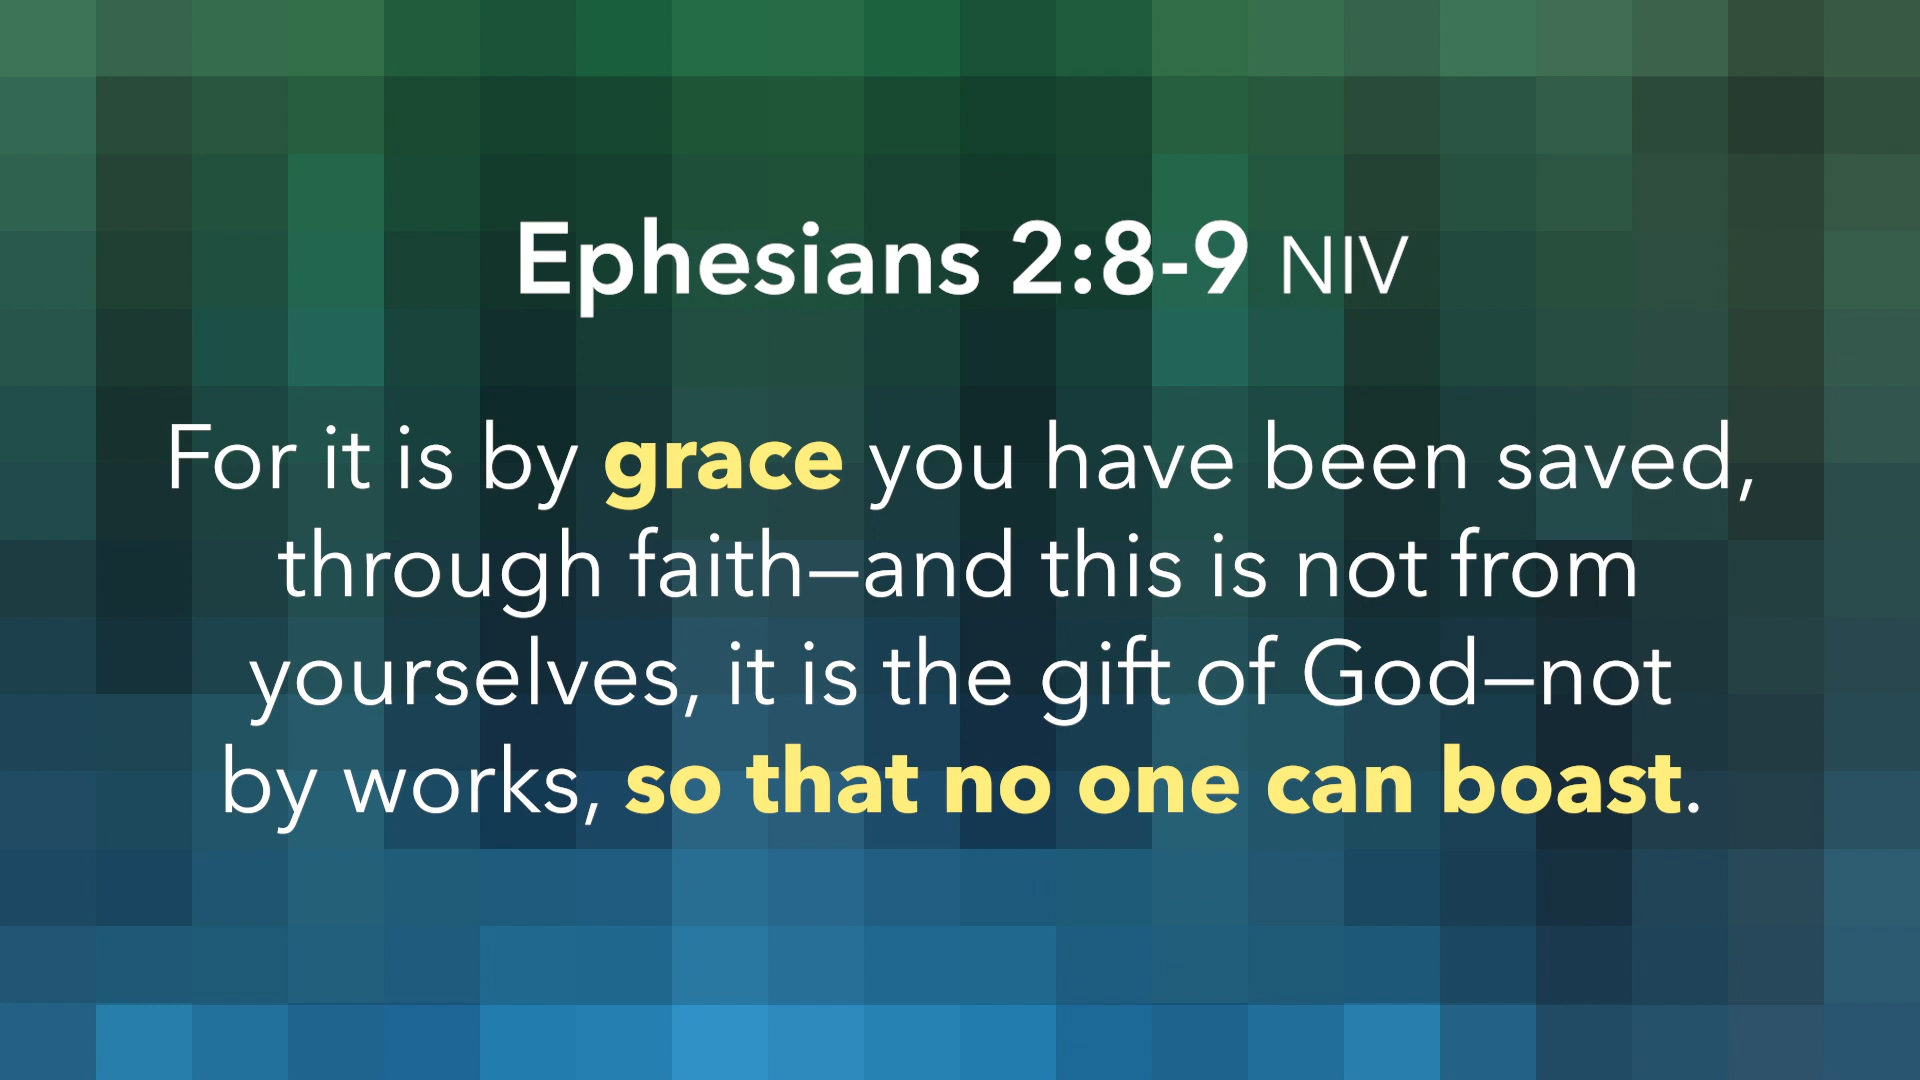 Ephesians 2:8-9 NIV
For it is by grace you have been saved,
through faith—and this is not from
yourselves, it is the gift of God—not
by works, so that no one can boast.